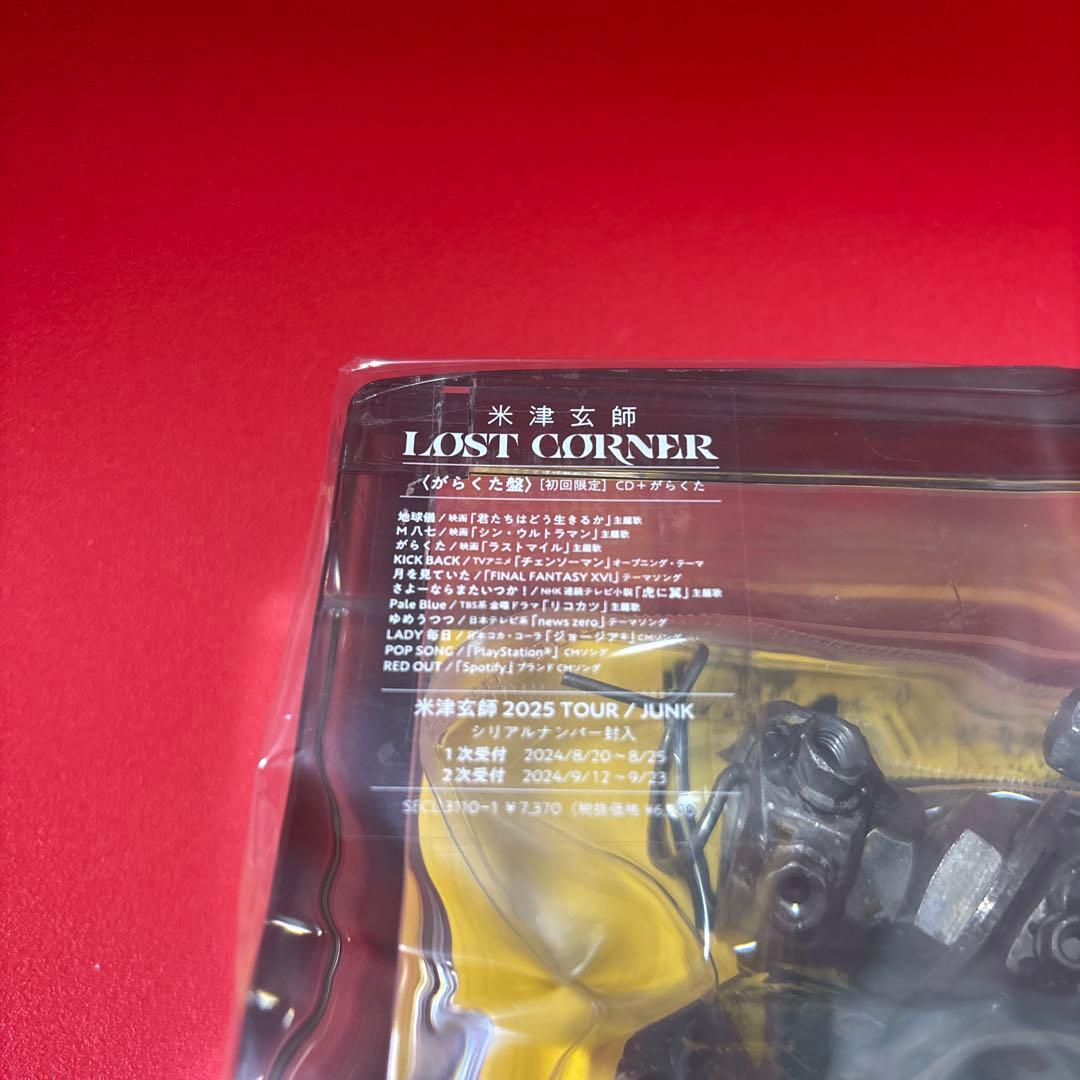 米津玄師
LOST CORNER
〈がらくた盤〉[初回限定] CD+がらくた
地球儀/映画「君たちはどう生きるか」主題歌
M八七/映画「シン・ウルトラマン」主題歌
がらくた/映画「ラストマイル」主題歌
KICK BACK/TVアニメ「チェンソーマン」オープニング・テーマ
月を見ていた/「FINAL FANTASY XVI」テーマソング
さよーならまたいつか!/NHK 連続テレビ小説「虎に翼」主題歌
Pale Blue/TBS系 金曜ドラマ「リコカツ」主題歌
ゆめうつつ/日本テレビ系「news zero」テーマソング
LADY 毎日/日本コカ・コーラ「ジョージア®」CMソング
POP SONG/「PlayStation®」CMソング
RED OUT/「Spotify」ブランドCMソング
米津玄師 2025 TOUR / JUNK
シリアルナンバー封入
1次受付 2024/8/20~8/25
2次受付 2024/9/12~9/23
SECL 3110~1 ¥7,370(税抜価格